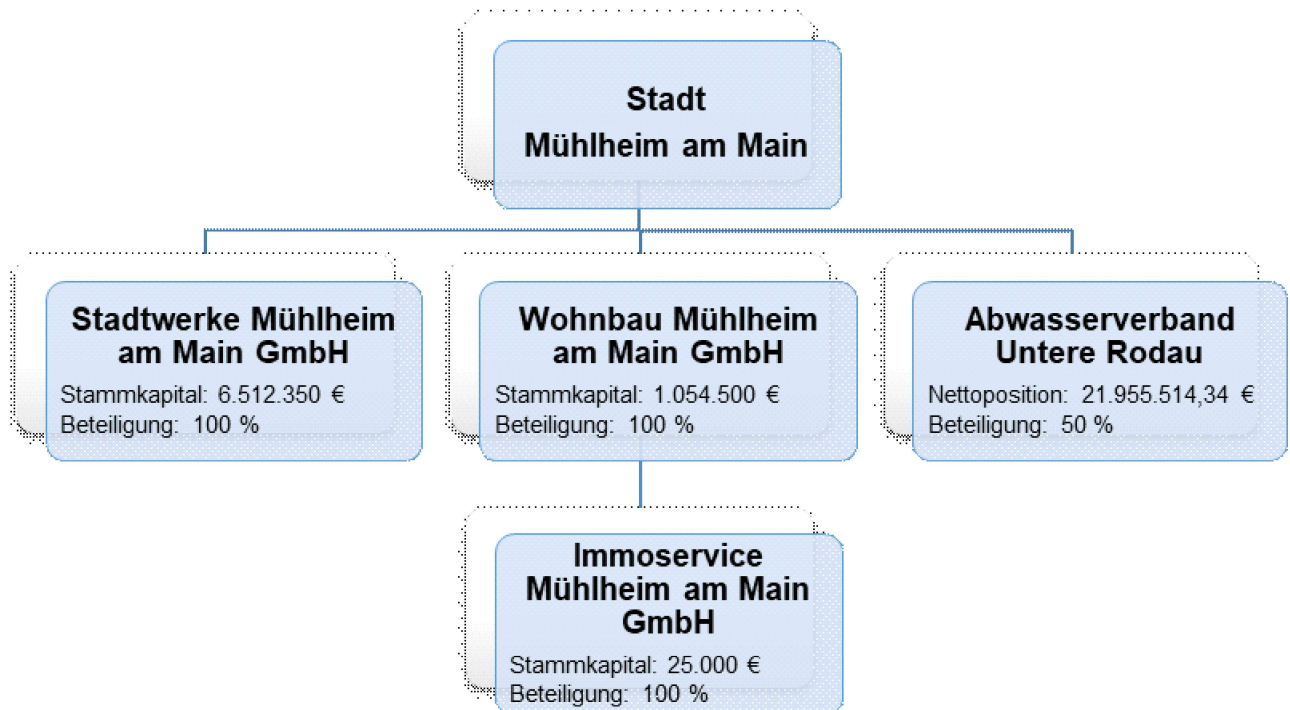 Stadt
Mühlheim am Main
Stadtwerke Mühlheim
am Main GmbH
Stammkapital: 6.512.350 €
Beteiligung: 100 %
Wohnbau Mühlheim
am Main GmbH
Stammkapital: 1.054.500 €
Beteiligung: 100 %
Abwasserverband
Untere Rodau
Nettoposition: 21.955.514,34 €
Beteiligung: 50 %
Immoservice
Mühlheim am Main
GmbH
Stammkapital: 25.000 €
Beteiligung: 100 %